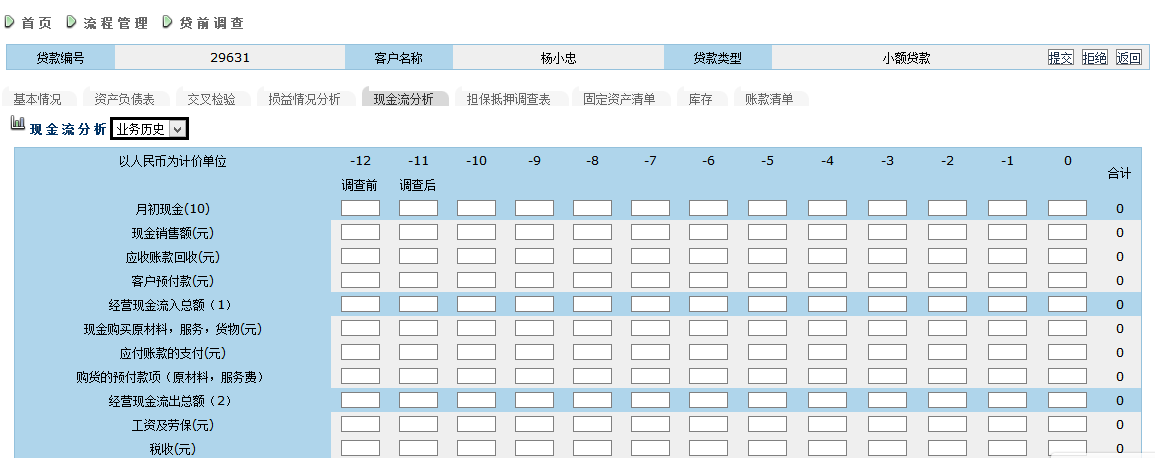 首页 流程管理 贷前调查
贷款编号 29631 客户名称 杨小忠 贷款类型 小额贷款 提交 拒绝 返回
基本情况 资产负债表 交叉检验 损益情况分析 现金流分析 担保抵押调查表 固定资产清单 库存 账款清单
现金流分析 业务历史
以人民币为计价单位 -12 -11 -10 -9 -8 -7 -6 -5 -4 -3 -2 -1 0 合计
调查前 调查后
月初现金(10) 0
现金销售额(元) 0
应收账款回收(元) 0
客户预付款(元) 0
经营现金流入总额（1） 0
现金购买原材料，服务，货物(元) 0
应付账款的支付(元) 0
购货的预付款项（原材料，服务费） 0
经营现金流出总额（2） 0
工资及劳保(元) 0
税收(元) 0